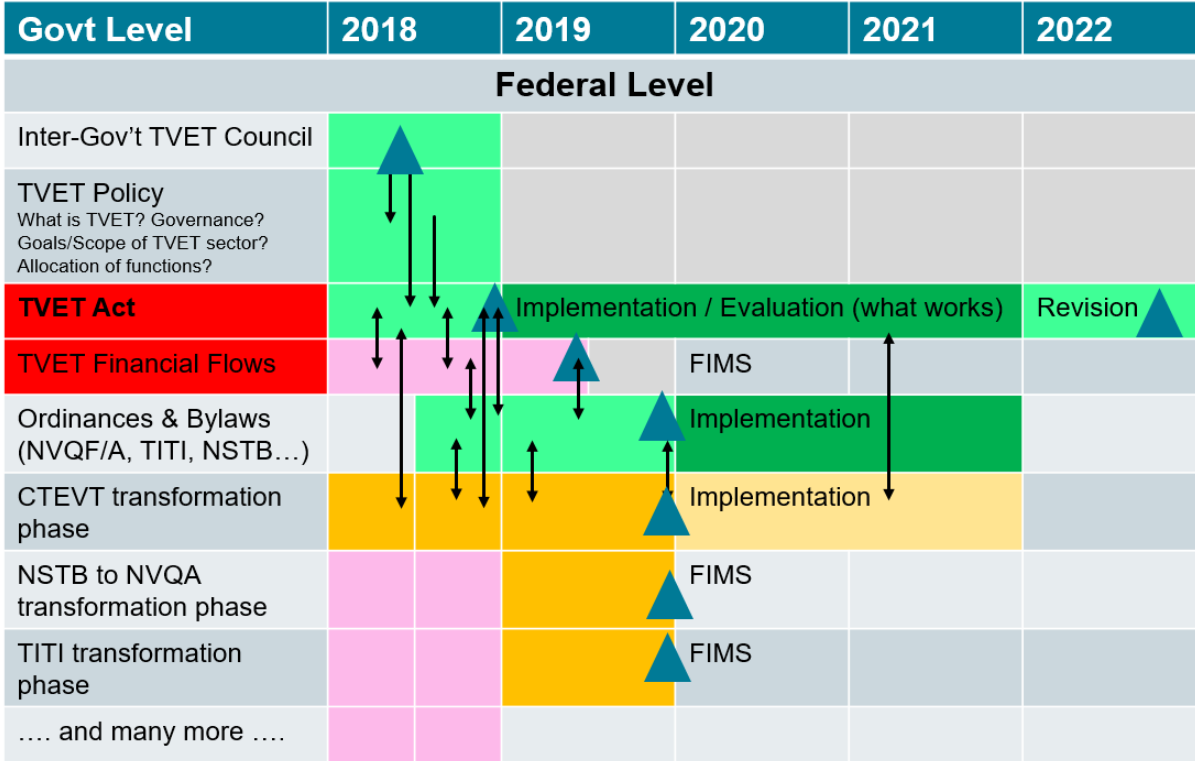 Govt Level 2018 2019 2020 2021 2022
Federal Level
Inter-Gov’t TVET Council
TVET Policy
What is TVET? Governance?
Goals/Scope of TVET sector?
Allocation of functions?
TVET Act Implementation / Evaluation (what works) Revision
TVET Financial Flows FIMS
Ordinances & Bylaws Implementation
(NVQF/A, TITI, NSTB…)
CTEVT transformation Implementation
phase
NSTB to NVQA FIMS
transformation phase
TITI transformation FIMS
phase
…. and many more ….